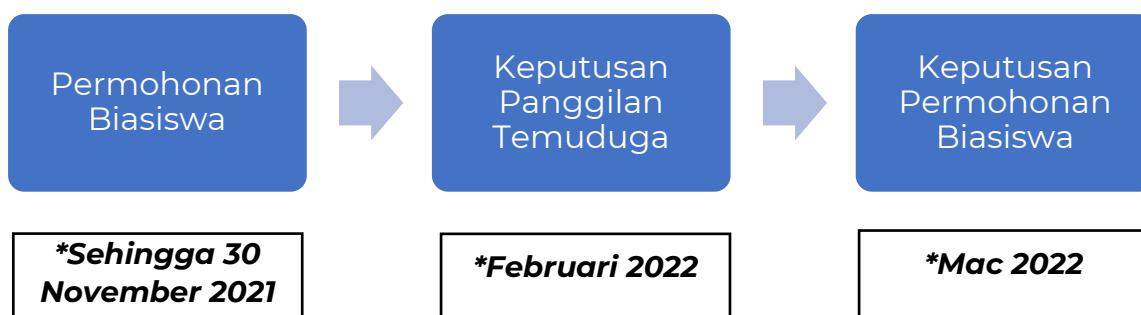 Permohonan
Biasiswa
Keputusan
Panggilan
Temuduga
Keputusan
Permohonan
Biasiswa
*Sehingga 30
November 2021
*Februari 2022
*Mac 2022